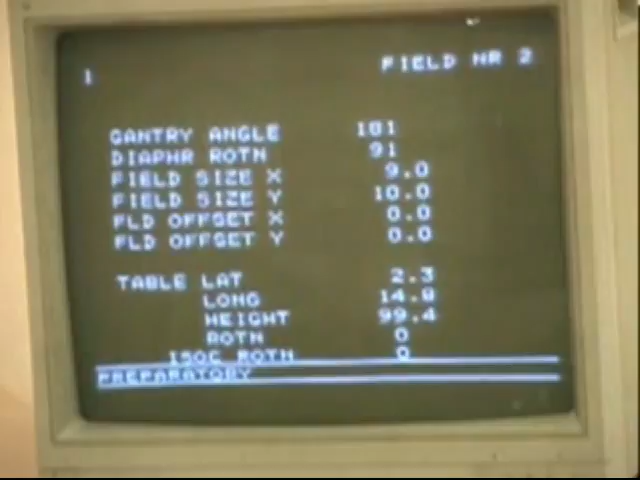 1 FIELD NR 2
GANTRY ANGLE 181
DIAPHR ROTN 91
FIELD SIZE X 9.0
FIELD SIZE Y 10.0
FLD OFFSET X 0.0
FLD OFFSET Y 0.0
TABLE LAT 2.3
LONG 14.8
HEIGHT 99.4
ROTN 0
ISOC ROTN 0
PREPARATORY